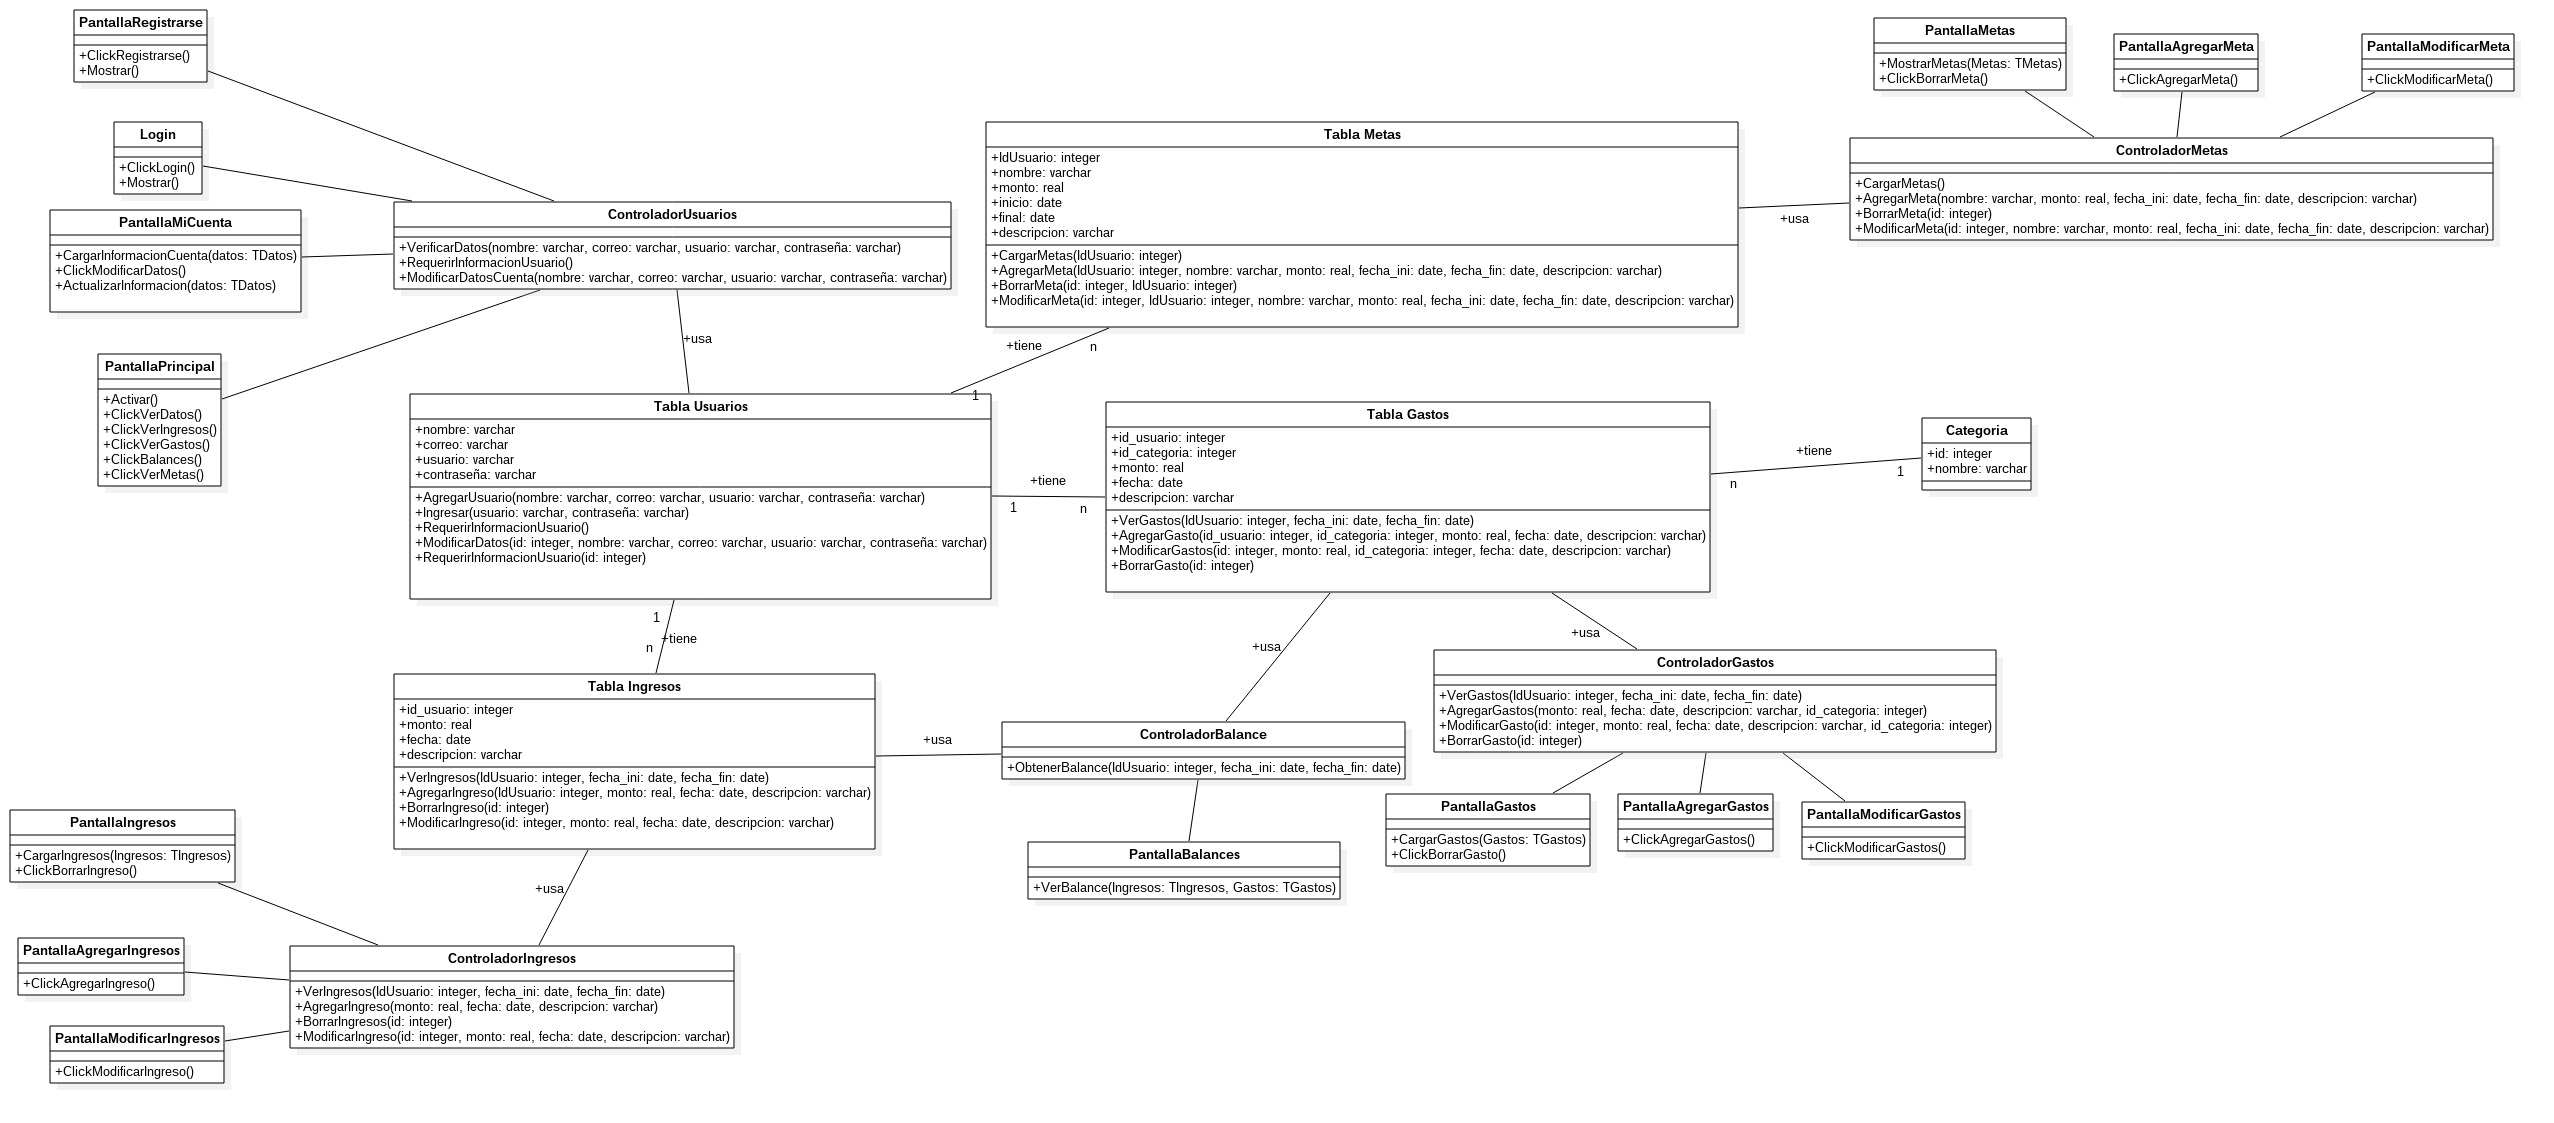 PantallaRegistrarse
+ClickRegistrarse()
+Mostrar()
Login
+ClickLogin()
+Mostrar()
PantallaMiCuenta
+CargarInformacionCuenta(datos: TDatos)
+ClickModificarDatos()
+ActualizarInformacion(datos: TDatos)
PantallaPrincipal
+Activar()
+ClickVerDatos()
+ClickVerIngresos()
+ClickVerGastos()
+ClickBalances()
+ClickVerMetas()
ControladorUsuarios
+VerificarDatos(nombre: varchar, correo: varchar, usuario: varchar, contraseña: varchar)
+RequerirInformacionUsuario()
+ModificarDatosCuenta(nombre: varchar, correo: varchar, usuario: varchar, contraseña: varchar)
+usa
Tabla Metas
+IdUsuario: integer
+nombre: varchar
+monto: real
+inicio: date
+final: date
+descripcion: varchar
+CargarMetas(IdUsuario: integer)
+AgregarMeta(IdUsuario: integer, nombre: varchar, monto: real, fecha_ini: date, fecha_fin: date, descripcion: varchar)
+BorrarMeta(id: integer, IdUsuario: integer)
+ModificarMeta(id: integer, IdUsuario: integer, nombre: varchar, monto: real, fecha_ini: date, fecha_fin: date, descripcion: varchar)
+usa
PantallaMetas
+MostrarMetas(Metas: TMetas)
+ClickBorrarMeta()
PantallaAgregarMeta
+ClickAgregarMeta()
PantallaModificarMeta
+ClickModificarMeta()
ControladorMetas
+CargarMetas()
+AgregarMeta(nombre: varchar, monto: real, fecha_ini: date, fecha_fin: date, descripcion: varchar)
+BorrarMeta(id: integer)
+ModificarMeta(id: integer, nombre: varchar, monto: real, fecha_ini: date, fecha_fin: date, descripcion: varchar)
+tiene
n
1
Tabla Usuarios
+nombre: varchar
+correo: varchar
+usuario: varchar
+contraseña: varchar
+AgregarUsuario(nombre: varchar, correo: varchar, usuario: varchar, contraseña: varchar)
+Ingresar(usuario: varchar, contraseña: varchar)
+RequerirInformacionUsuario()
+ModificarDatos(id: integer, nombre: varchar, correo: varchar, usuario: varchar, contraseña: varchar)
+RequerirInformacionUsuario(id: integer)
+tiene
1
n
Tabla Gastos
+id_usuario: integer
+id_categoria: integer
+monto: real
+fecha: date
+descripcion: varchar
+VerGastos(IdUsuario: integer, fecha_ini: date, fecha_fin: date)
+AgregarGasto(id_usuario: integer, id_categoria: integer, monto: real, fecha: date, descripcion: varchar)
+ModificarGastos(id: integer, monto: real, id_categoria: integer, fecha: date, descripcion: varchar)
+BorrarGasto(id: integer)
+tiene
n
1
Categoria
+id: integer
+nombre: varchar
1
+tiene
n
Tabla Ingresos
+id_usuario: integer
+monto: real
+fecha: date
+descripcion: varchar
+VerIngresos(IdUsuario: integer, fecha_ini: date, fecha_fin: date)
+AgregarIngreso(IdUsuario: integer, monto: real, fecha: date, descripcion: varchar)
+BorrarIngreso(id: integer)
+ModificarIngreso(id: integer, monto: real, fecha: date, descripcion: varchar)
+usa
+usa
+usa
ControladorBalance
+ObtenerBalance(IdUsuario: integer, fecha_ini: date, fecha_fin: date)
PantallaBalances
+VerBalance(Ingresos: TIngresos, Gastos: TGastos)
ControladorGastos
+VerGastos(IdUsuario: integer, fecha_ini: date, fecha_fin: date)
+AgregarGastos(monto: real, fecha: date, descripcion: varchar, id_categoria: integer)
+ModificarGasto(id: integer, monto: real, fecha: date, descripcion: varchar, id_categoria: integer)
+BorrarGasto(id: integer)
PantallaGastos
+CargarGastos(Gastos: TGastos)
+ClickBorrarGasto()
PantallaAgregarGastos
+ClickAgregarGastos()
PantallaModificarGastos
+ClickModificarGastos()
PantallaIngresos
+CargarIngresos(Ingresos: TIngresos)
+ClickBorrarIngreso()
+usa
PantallaAgregarIngresos
+ClickAgregarIngreso()
PantallaModificarIngresos
+ClickModificarIngreso()
ControladorIngresos
+VerIngresos(IdUsuario: integer, fecha_ini: date, fecha_fin: date)
+AgregarIngreso(monto: real, fecha: date, descripcion: varchar)
+BorrarIngresos(id: integer)
+ModificarIngreso(id: integer, monto: real, fecha: date, descripcion: varchar)